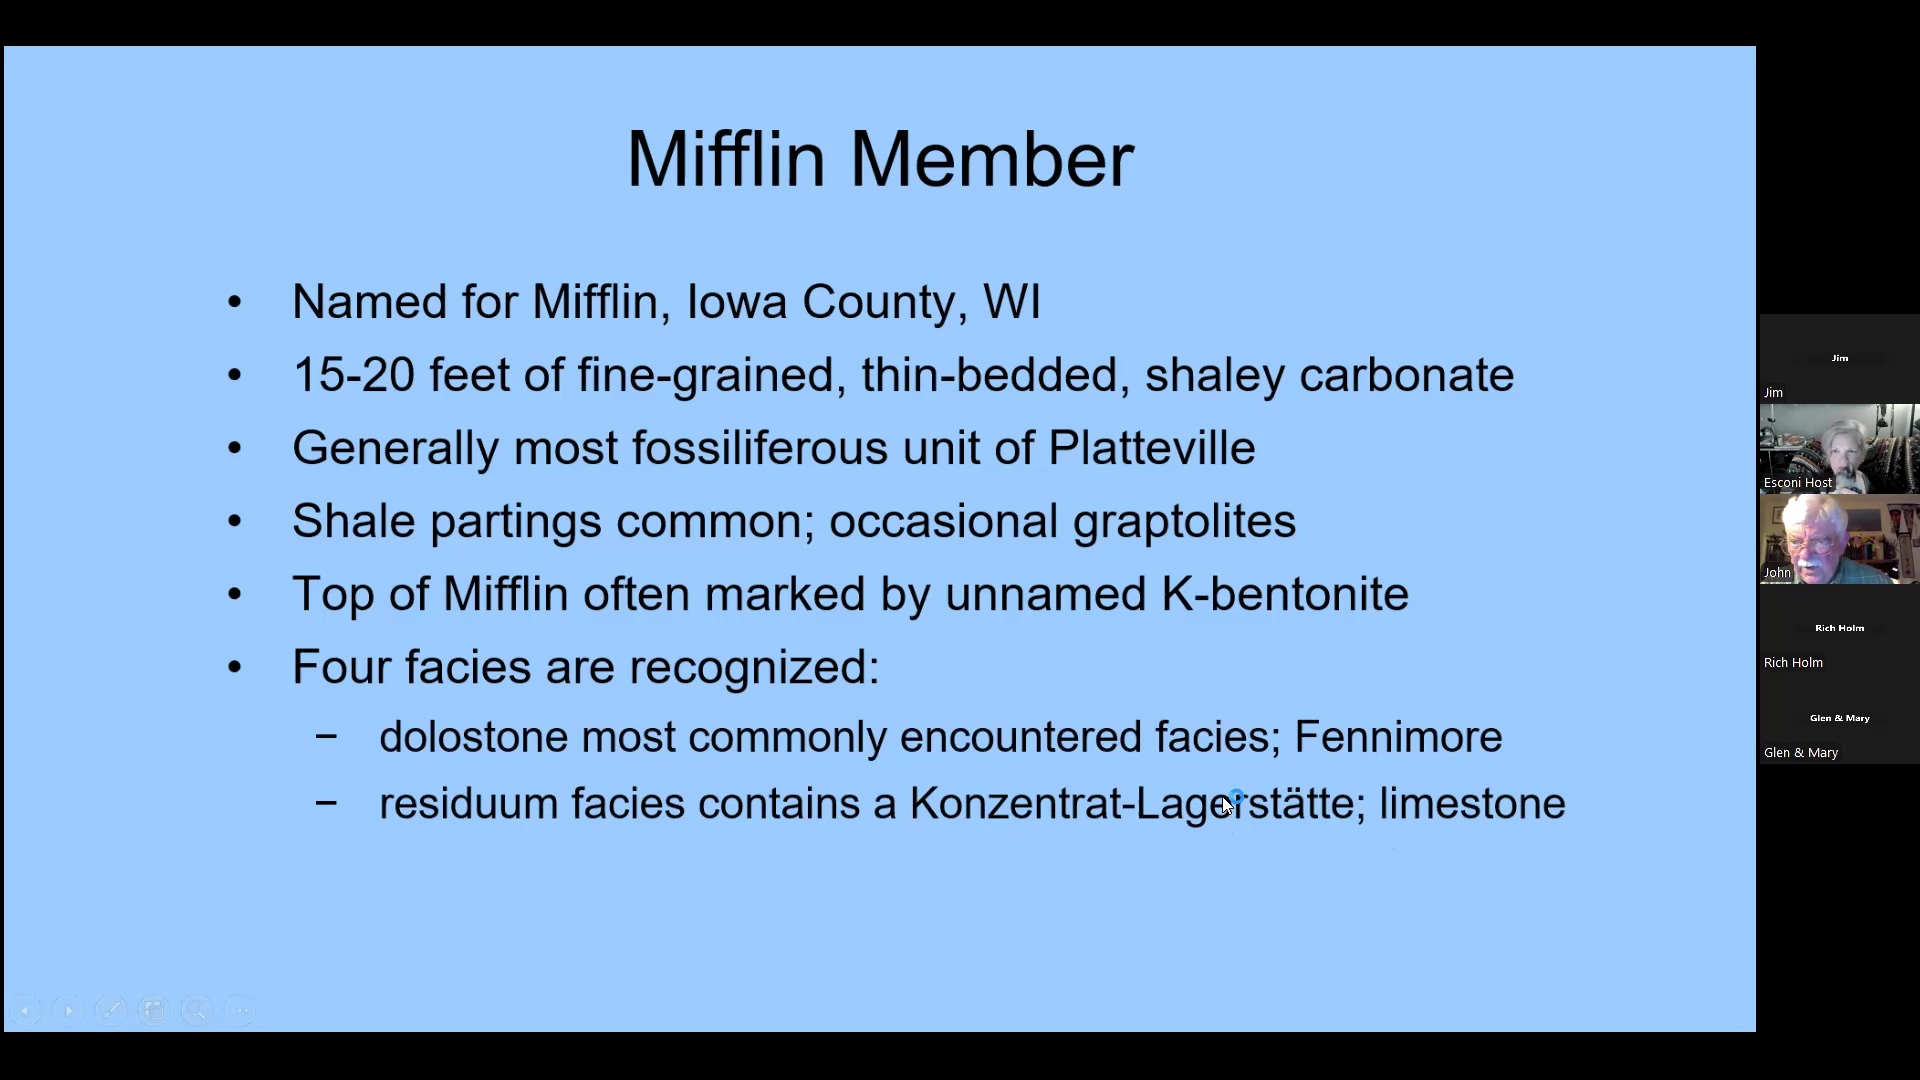 Mifflin Member
• Named for Mifflin, Iowa County, WI
• 15-20 feet of fine-grained, thin-bedded, shaley carbonate
• Generally most fossiliferous unit of Platteville
• Shale partings common; occasional graptolites
• Top of Mifflin often marked by unnamed K-bentonite
• Four facies are recognized:
– dolostone most commonly encountered facies; Fennimore
– residuum facies contains a Konzentrat-Lagerstätte; limestone
Jim
Jim
Esconi Host
John
Rich Holm
Rich Holm
Glen & Mary
Glen & Mary